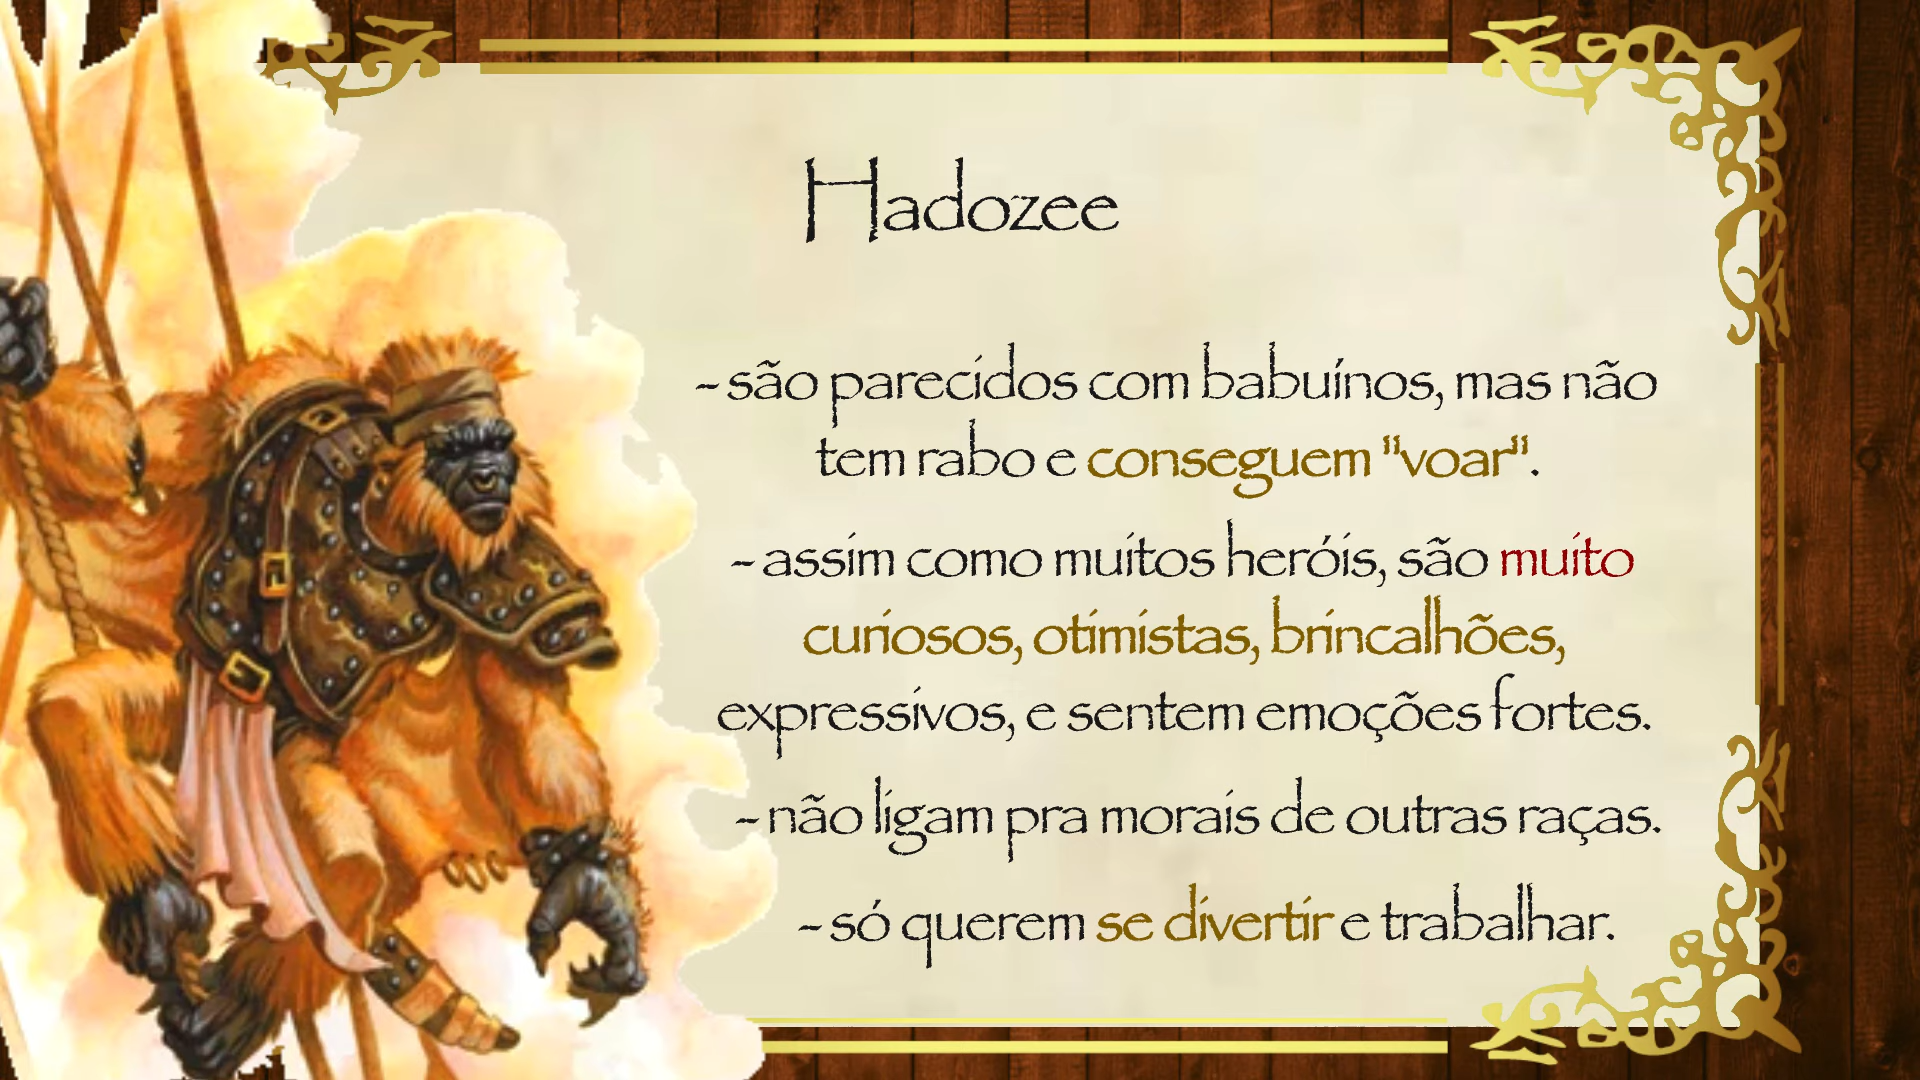 Hadozee
- são parecidos com babuínos, mas não
tem rabo e conseguem "voar".
- assim como muitos heróis, são muito
curiosos, otimistas, brincalhões,
expressivos, e sentem emoções fortes.
- não ligam pra morais de outras raças.
- só querem se divertir e trabalhar.